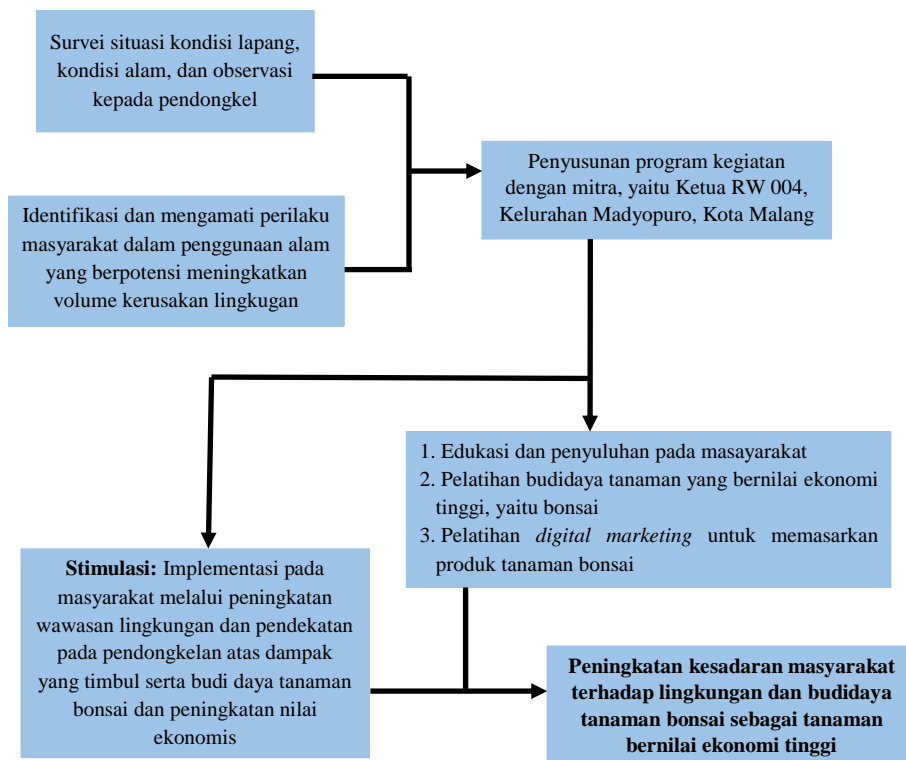 Survei situasi kondisi lapang,
kondisi alam, dan observasi
kepada pendongkel
Penyusunan program kegiatan
dengan mitra, yaitu Ketua RW 004,
Kelurahan Madyopuro, Kota Malang
Identifikasi dan mengamati perilaku
masyarakat dalam penggunaan alam
yang berpotensi meningkatkan
volume kerusakan lingkugan
1. Edukasi dan penyuluhan pada masayarakat
2. Pelatihan budidaya tanaman yang bernilai ekonomi
tinggi, yaitu bonsai
3. Pelatihan digital marketing untuk memasarkan
produk tanaman bonsai
Stimulasi: Implementasi pada
masyarakat melalui peningkatan
wawasan lingkungan dan pendekatan
pada pendongkelan atas dampak
yang timbul serta budi daya tanaman
bonsai dan peningkatan nilai
ekonomis
Peningkatan kesadaran masyarakat
terhadap lingkungan dan budidaya
tanaman bonsai sebagai tanaman
bernilai ekonomi tinggi